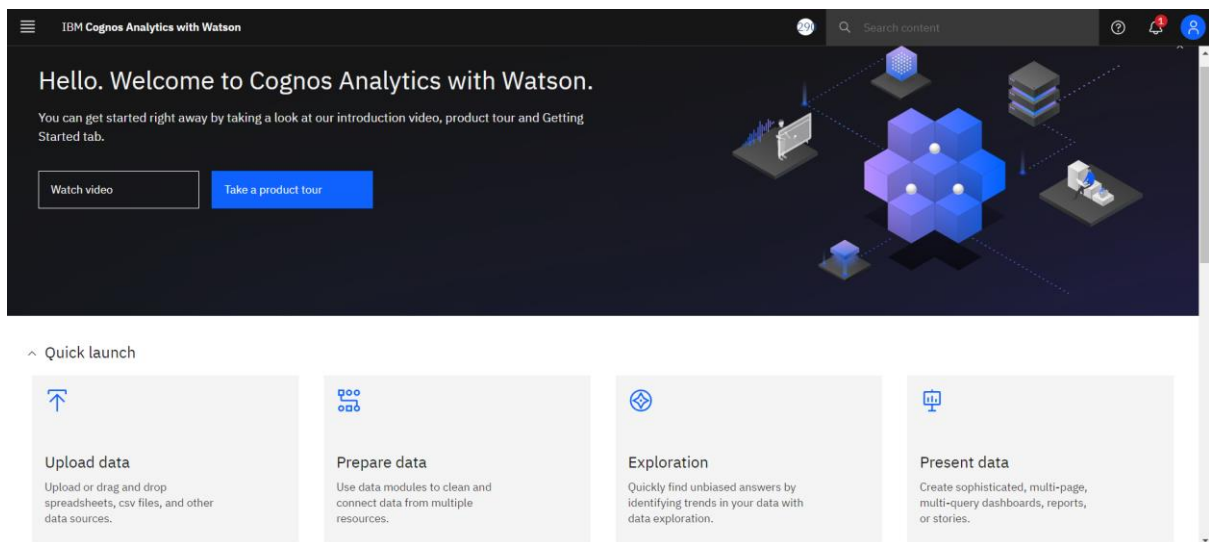 IBM Cognos Analytics with Watson
290
Search content
1
Hello. Welcome to Cognos Analytics with Watson.
You can get started right away by taking a look at our introduction video, product tour and Getting
Started tab.
Watch video
Take a product tour
Quick launch
Upload data
Upload or drag and drop
spreadsheets, csv files, and other
data sources.
Prepare data
Use data modules to clean and
connect data from multiple
resources.
Exploration
Quickly find unbiased answers by
identifying trends in your data with
data exploration.
Present data
Create sophisticated, multi-page,
multi-query dashboards, reports,
or stories.